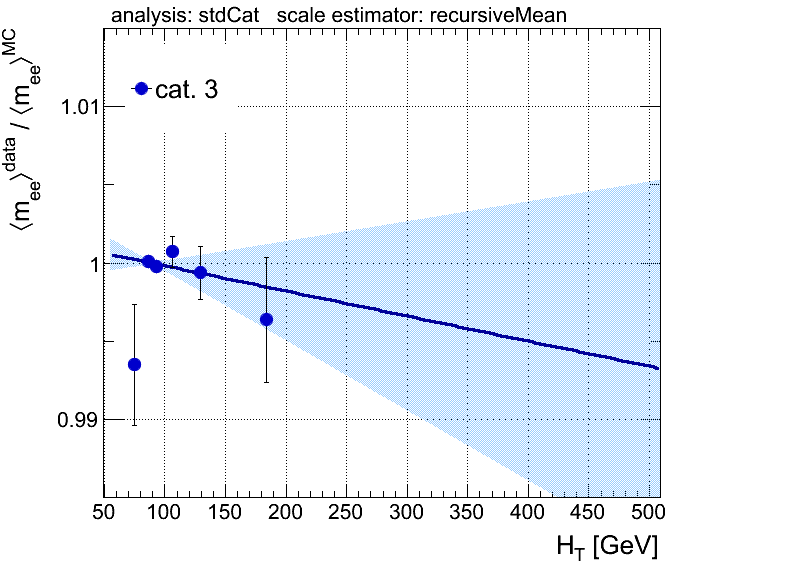 analysis: stdCat   scale estimator: recursiveMean
⟨m_ee⟩^data / ⟨m_ee⟩^MC
cat. 3
1.01
1
0.99
50 100 150 200 250 300 350 400 450 500
H_T [GeV]